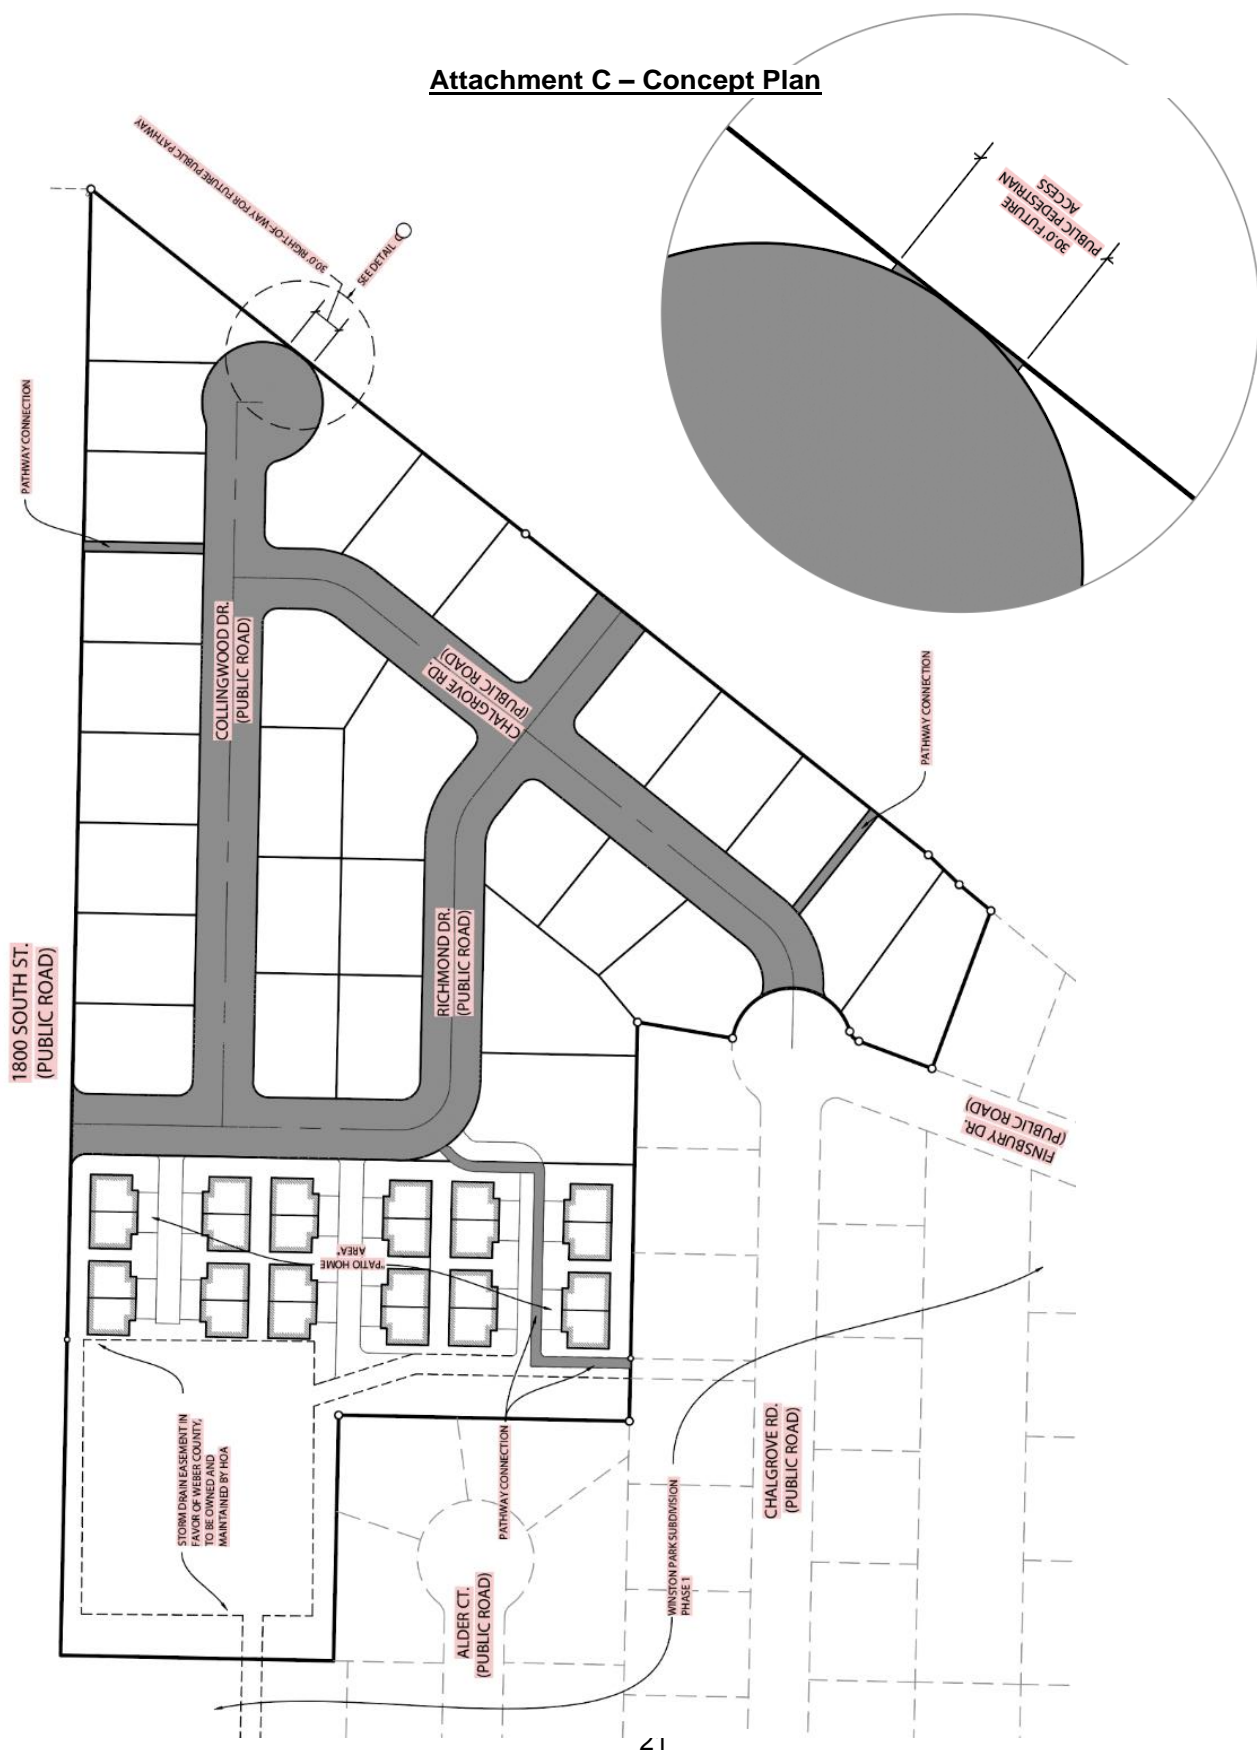 Attachment C – Concept Plan
30.0' RIGHT-OF-WAY FOR FUTURE PUBLIC PATHWAY
SEE DETAIL
30.0' FUTURE
PUBLIC PEDESTRIAN
ACCESS
PATHWAY CONNECTION
COLLINGWOOD DR.
(PUBLIC ROAD)
CHALGROVE RD.
(PUBLIC ROAD)
PATHWAY CONNECTION
RICHMOND DR.
(PUBLIC ROAD)
1800 SOUTH ST.
(PUBLIC ROAD)
FINSBURY DR.
(PUBLIC ROAD)
"PATIO HOME
AREA"
STORM DRAIN EASEMENT IN
FAVOR OF WEBER COUNTY,
TO BE OWNED AND
MAINTAINED BY HOA
PATHWAY CONNECTION
CHALGROVE RD.
(PUBLIC ROAD)
WINSTON PARK SUBDIVISION
PHASE 1
ALDER CT.
(PUBLIC ROAD)
21